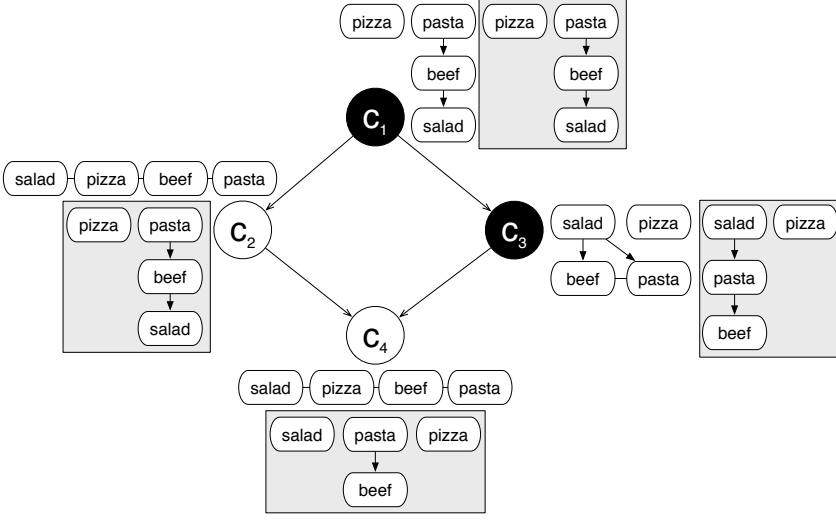 pizza pasta pizza pasta
beef beef
C1
salad salad
salad pizza beef pasta
pizza pasta
C2
beef
salad
C3
salad pizza salad pizza
beef pasta pasta
beef
C4
salad pizza beef pasta
salad pasta pizza
beef